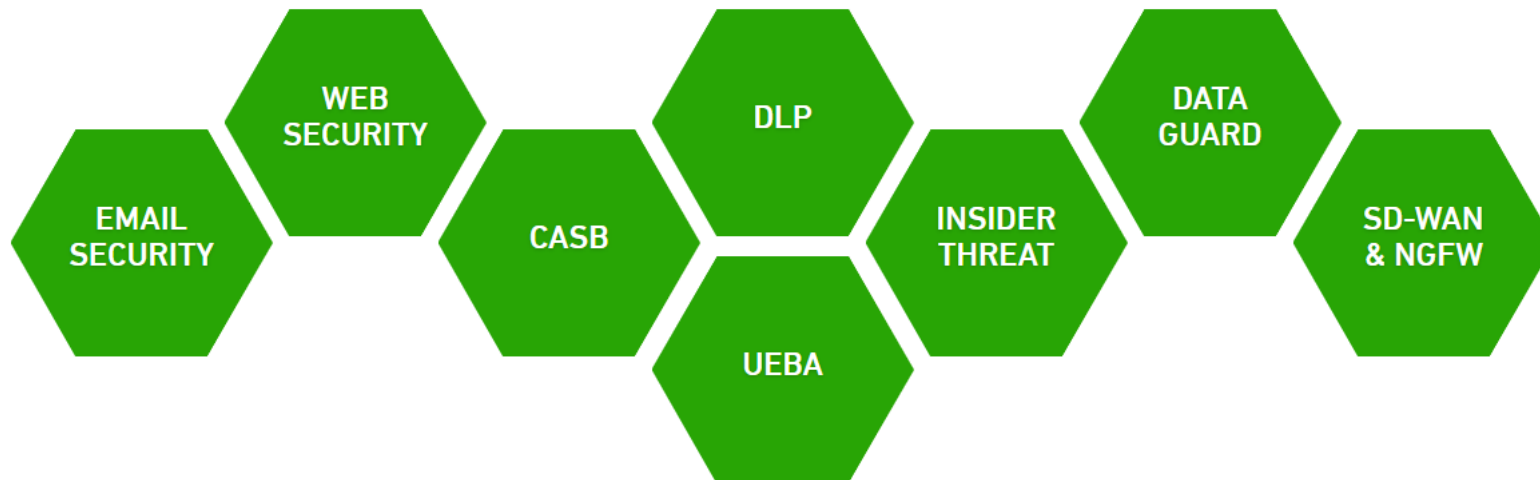 EMAIL
SECURITY
WEB
SECURITY
CASB
DLP
UEBA
INSIDER
THREAT
DATA
GUARD
SD-WAN
& NGFW